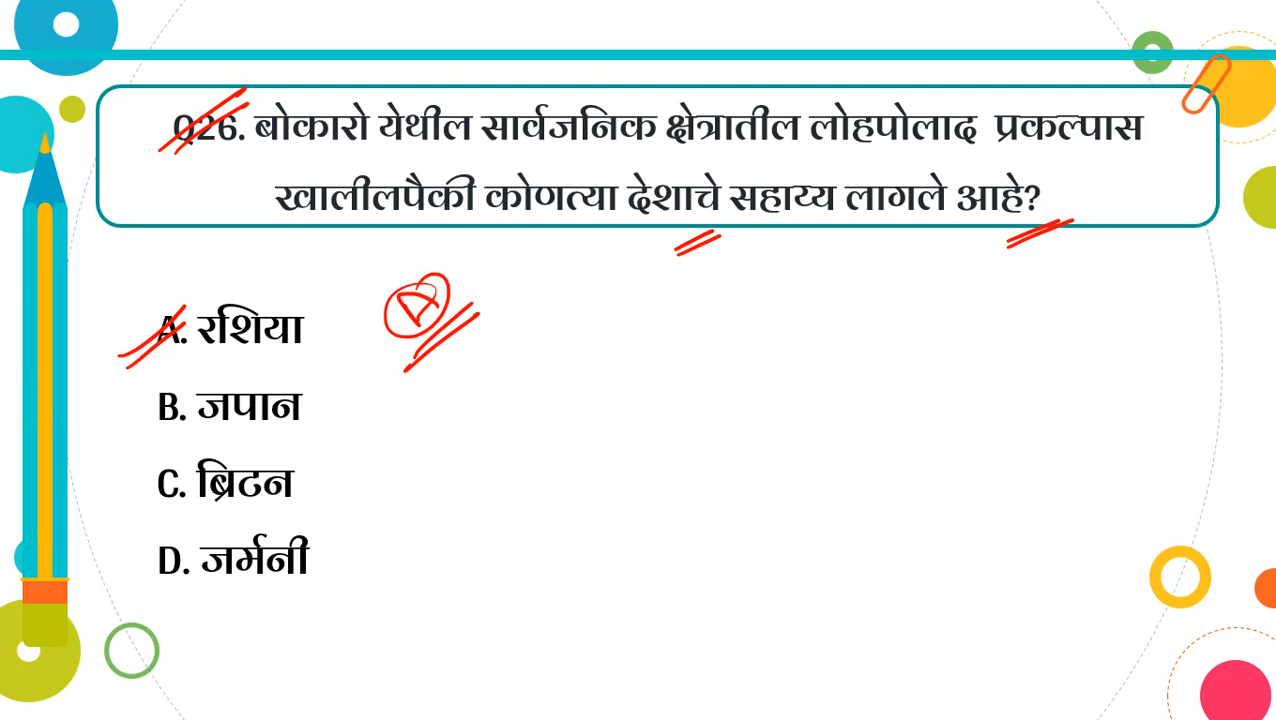 Q26. बोकारो येथील सार्वजनिक क्षेत्रातील लोहपोलाद प्रकल्पास
खालीलपैकी कोणत्या देशाचे सहाय्य लागले आहे?
A. रशिया
A
B. जपान
C. ब्रिटन
D. जर्मनी